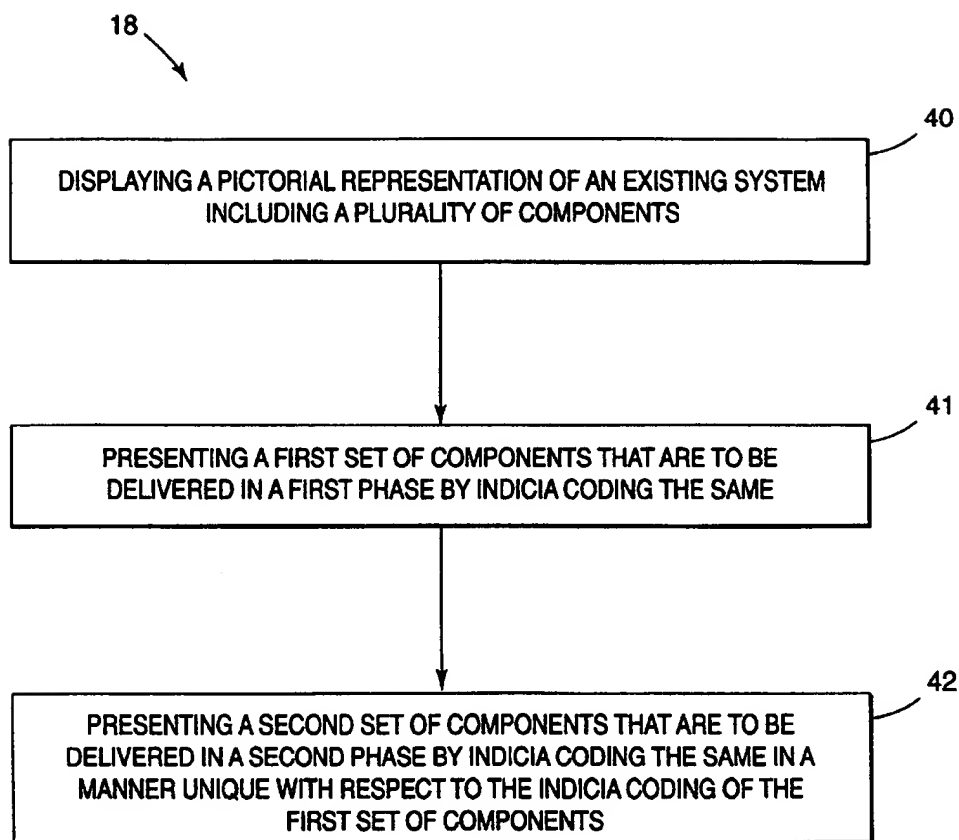 18
40
DISPLAYING A PICTORIAL REPRESENTATION OF AN EXISTING SYSTEM
INCLUDING A PLURALITY OF COMPONENTS
41
PRESENTING A FIRST SET OF COMPONENTS THAT ARE TO BE
DELIVERED IN A FIRST PHASE BY INDICIA CODING THE SAME
42
PRESENTING A SECOND SET OF COMPONENTS THAT ARE TO BE
DELIVERED IN A SECOND PHASE BY INDICIA CODING THE SAME IN A
MANNER UNIQUE WITH RESPECT TO THE INDICIA CODING OF THE
FIRST SET OF COMPONENTS